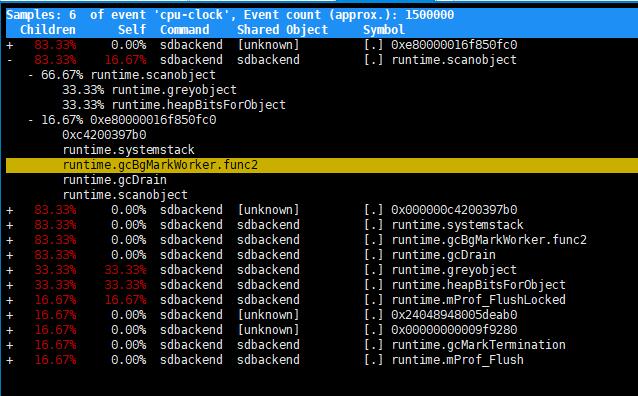 Samples: 6  of event 'cpu-clock', Event count (approx.): 1500000
  Children      Self  Command    Shared Object      Symbol
+   83.33%     0.00%  sdbackend  [unknown]          [.] 0xe80000016f850fc0
-   83.33%    16.67%  sdbackend  sdbackend          [.] runtime.scanobject
   - 66.67% runtime.scanobject
        33.33% runtime.greyobject
        33.33% runtime.heapBitsForObject
   - 16.67% 0xe80000016f850fc0
        0xc4200397b0
        runtime.systemstack
        runtime.gcBgMarkWorker.func2
        runtime.gcDrain
        runtime.scanobject
+   83.33%     0.00%  sdbackend  [unknown]          [.] 0x000000c4200397b0
+   83.33%     0.00%  sdbackend  sdbackend          [.] runtime.systemstack
+   83.33%     0.00%  sdbackend  sdbackend          [.] runtime.gcBgMarkWorker.func2
+   83.33%     0.00%  sdbackend  sdbackend          [.] runtime.gcDrain
+   33.33%    33.33%  sdbackend  sdbackend          [.] runtime.greyobject
+   33.33%    33.33%  sdbackend  sdbackend          [.] runtime.heapBitsForObject
+   16.67%    16.67%  sdbackend  sdbackend          [.] runtime.mProf_FlushLocked
+   16.67%     0.00%  sdbackend  [unknown]          [.] 0x24048948005deab0
+   16.67%     0.00%  sdbackend  [unknown]          [.] 0x00000000009f9280
+   16.67%     0.00%  sdbackend  sdbackend          [.] runtime.gcMarkTermination
+   16.67%     0.00%  sdbackend  sdbackend          [.] runtime.mProf_Flush